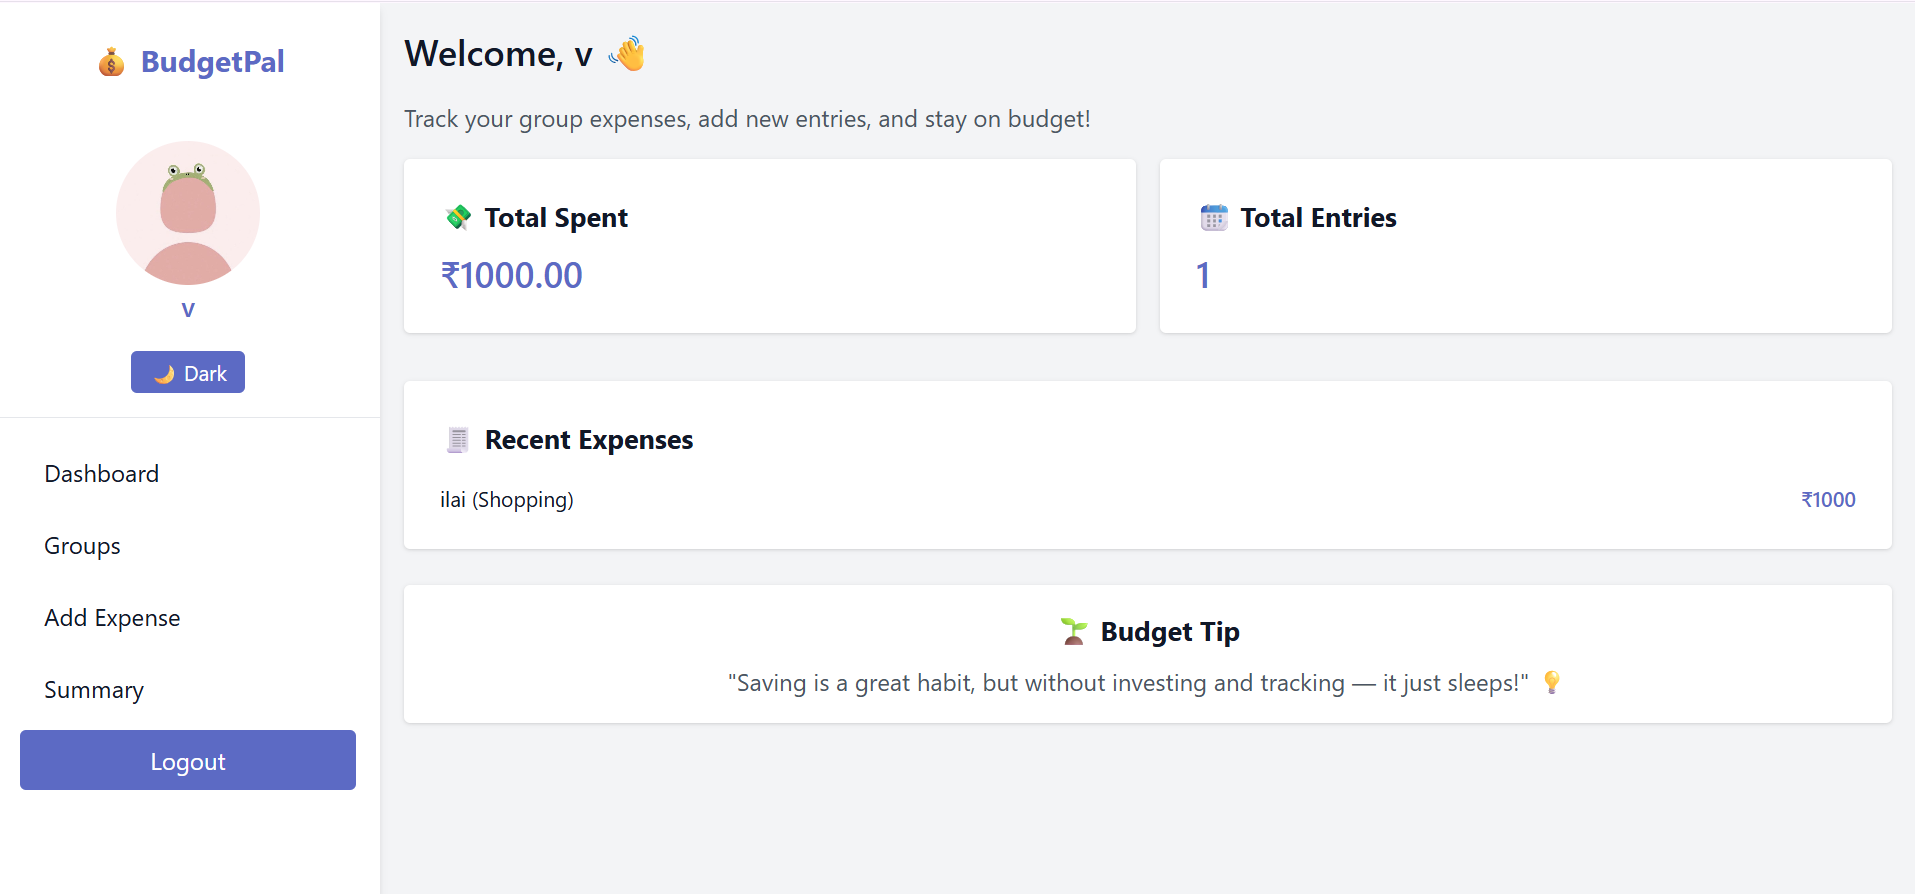 💰 BudgetPal
v
🌙 Dark
Dashboard
Groups
Add Expense
Summary
Logout
Welcome, v 👋
Track your group expenses, add new entries, and stay on budget!
💸 Total Spent
₹1000.00
🗓️ Total Entries
1
🧾 Recent Expenses
ilai (Shopping) ₹1000
🌱 Budget Tip
"Saving is a great habit, but without investing and tracking — it just sleeps!" 💡